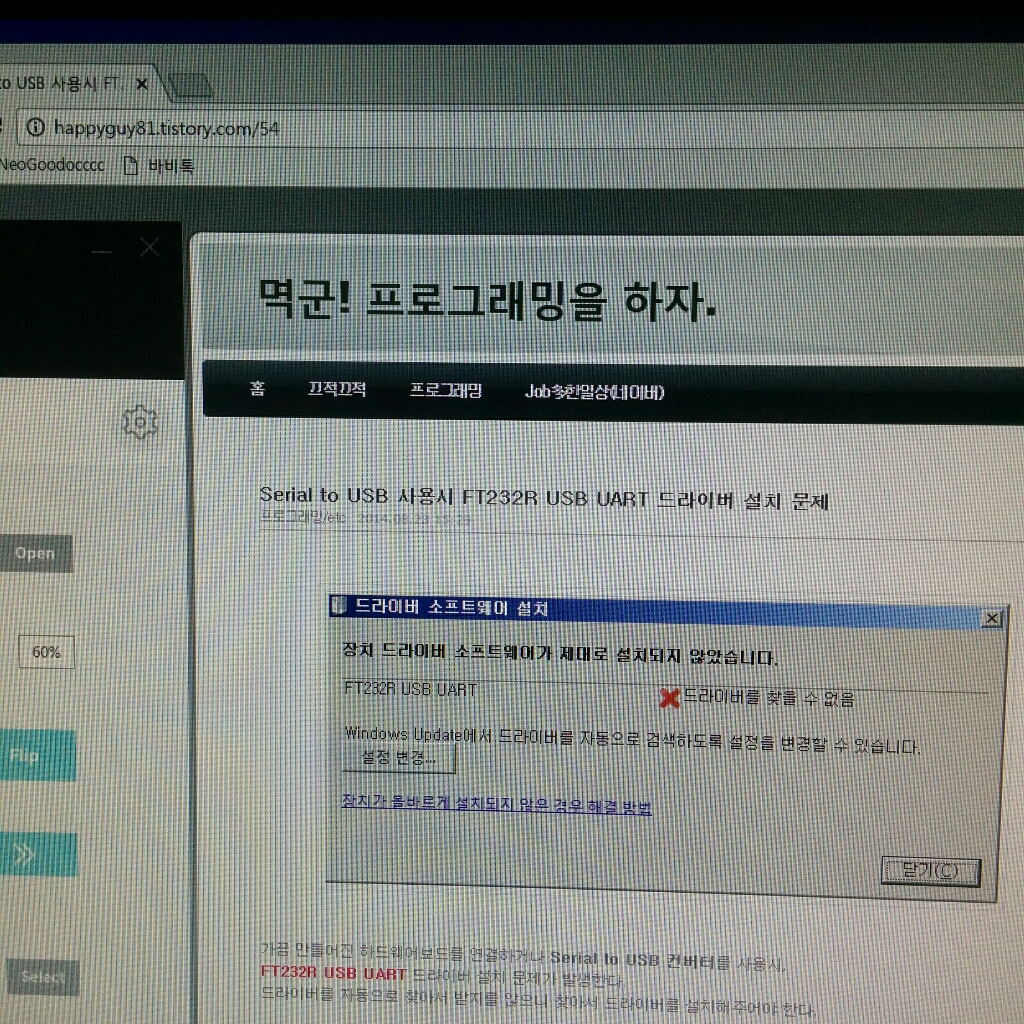 to USB 사용시 FT
happyguy81.tistory.com/54
NeoGoodocccc 바비톡
멱군! 프로그래밍을 하자.
홈 끄적끄적 프로그래밍 Job多한일상(네이버)
Serial to USB 사용시 FT232R USB UART 드라이버 설치 문제
프로그래밍/etc 2014.08.23 15:29
Open
드라이버 소프트웨어 설치
장치 드라이버 소프트웨어가 제대로 설치되지 않았습니다.
60%
FT232R USB UART 드라이버를 찾을 수 없음
Windows Update에서 드라이버를 자동으로 검색하도록 설정을 변경할 수 있습니다.
설정 변경...
Flip
장치가 올바르게 설치되지 않은 경우 해결 방법
닫기(C)
가끔 만들어진 하드웨어보드를 연결하거나 Serial to USB 컨버터를 사용시,
FT232R USB UART 드라이버 설치 문제가 발생한다.
Select
드라이버를 자동으로 찾아서 받지를 않으니 찾아서 드라이버를 설치해주어야 한다.